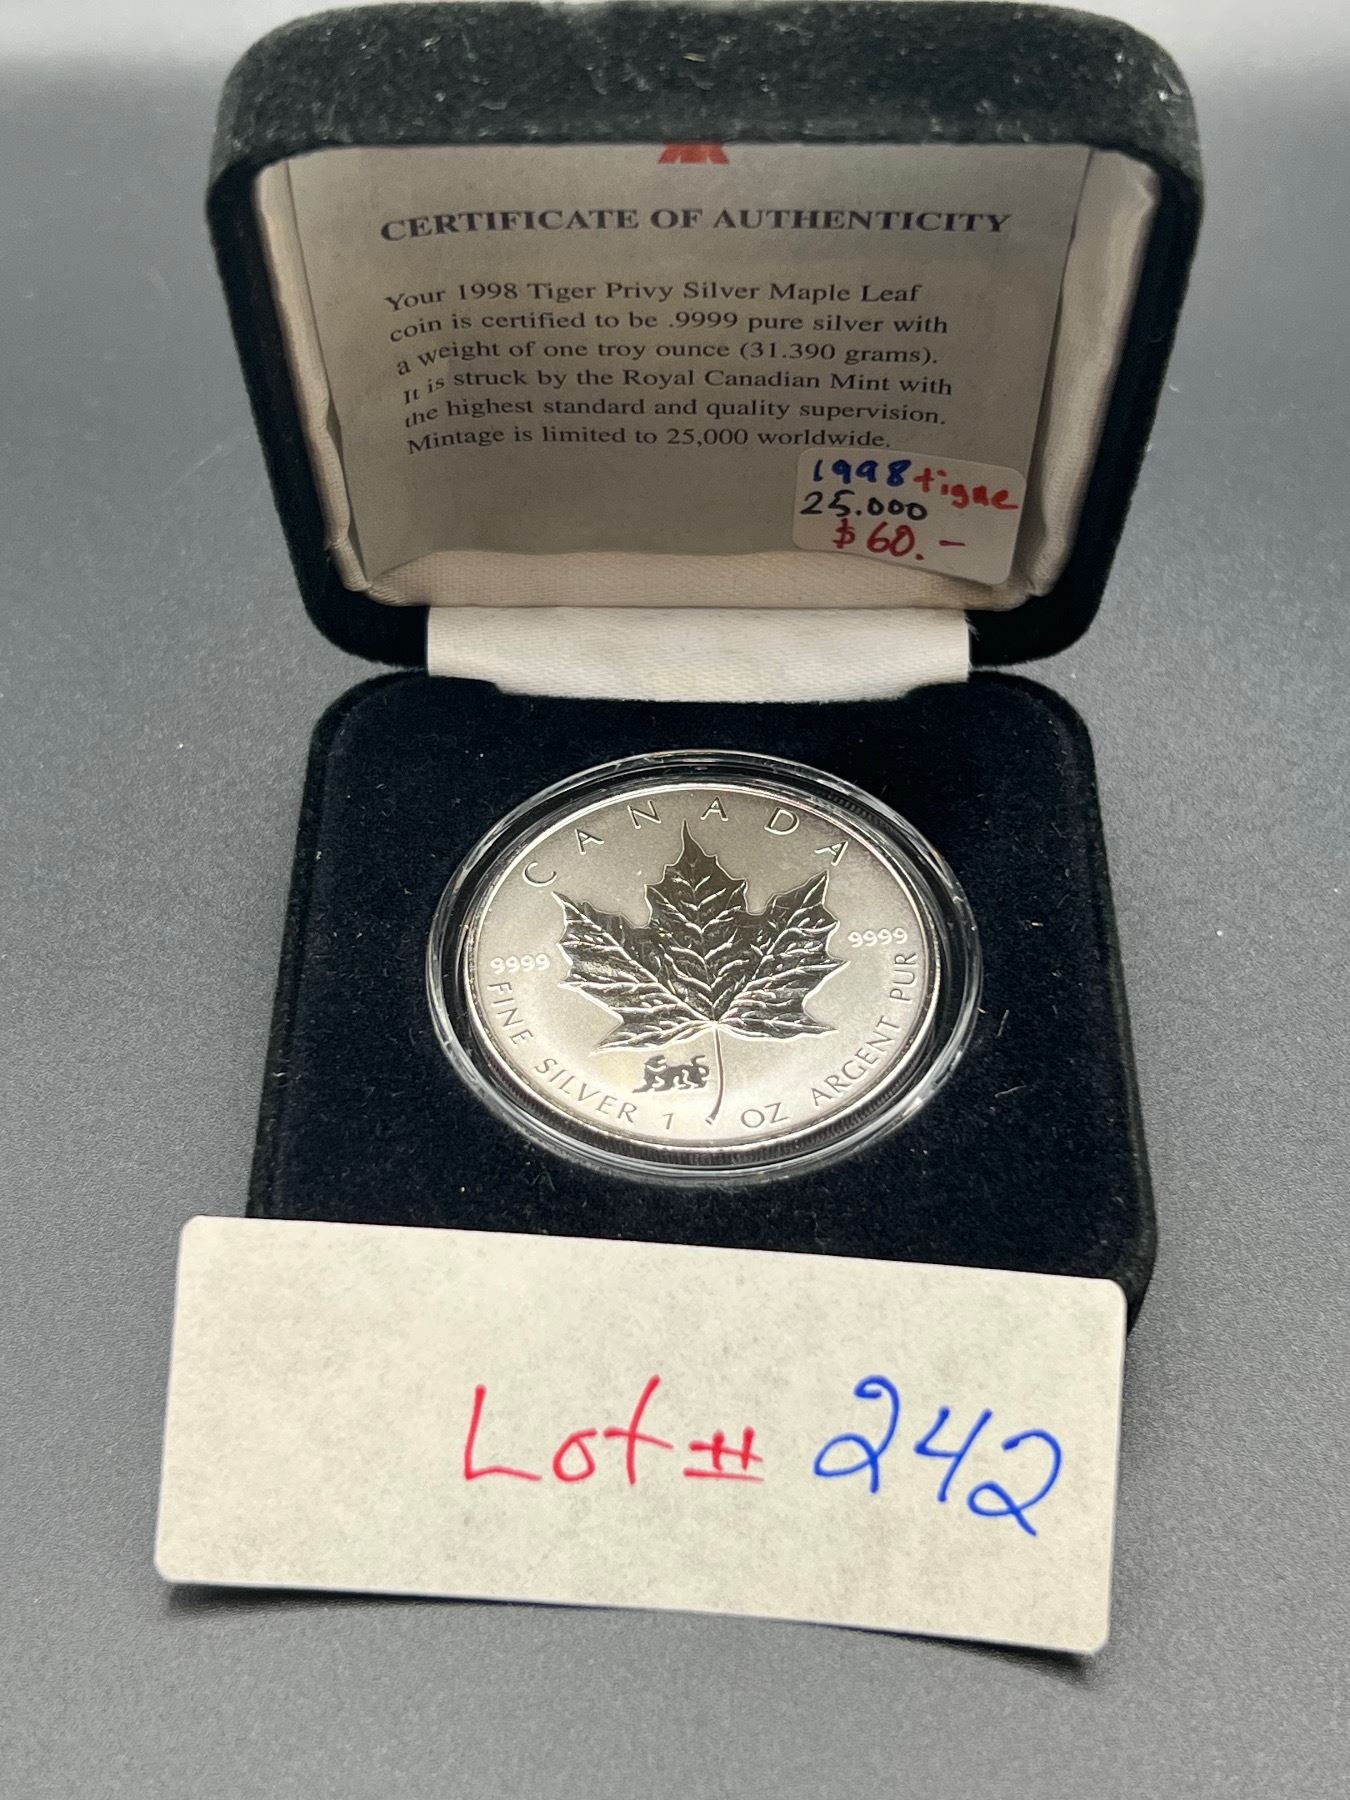 CERTIFICATE OF AUTHENTICITY
Your 1998 Tiger Privy Silver Maple Leaf
coin is certified to be .9999 pure silver with
a weight of one troy ounce (31.390 grams).
It is struck by the Royal Canadian Mint with
the highest standard and quality supervision.
Mintage is limited to 25,000 worldwide.
1998 tigre
25.000
$60.-
CANADA
9999
9999
FINE SILVER 1 OZ ARGENT PUR
Lot# 242